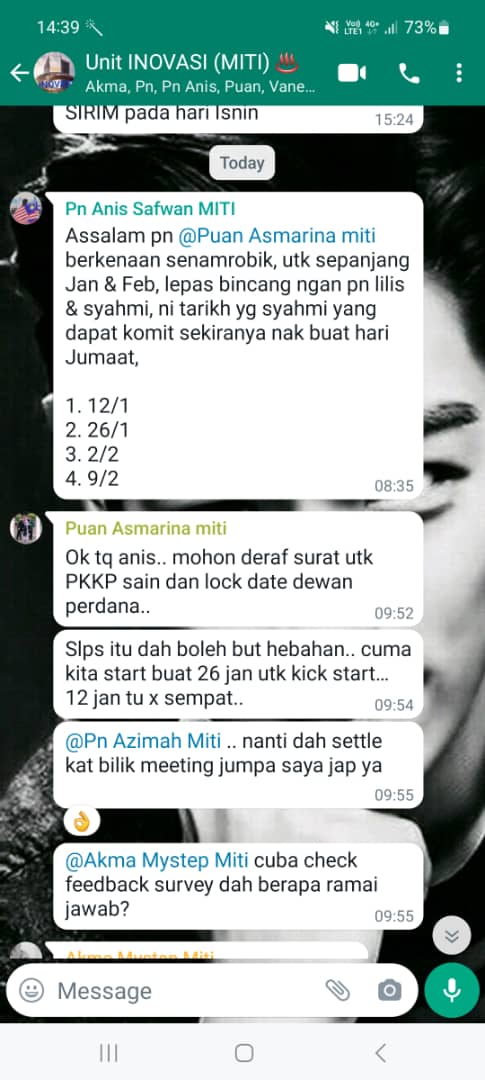 14:39
Vo)) 4G+
LTE1
73%
Unit INOVASI (MITI)
Akma, Pn, Pn Anis, Puan, Vane...
SIRIM pada hari Isnin
15:24
Today
Pn Anis Safwan MITI
Assalam pn @Puan Asmarina miti
berkenaan senamrobik, utk sepanjang
Jan & Feb, lepas bincang ngan pn lilis
& syahmi, ni tarikh yg syahmi yang
dapat komit sekiranya nak buat hari
Jumaat,
1. 12/1
2. 26/1
3. 2/2
4. 9/2
08:35
Puan Asmarina miti
Ok tq anis.. mohon deraf surat utk
PKKP sain dan lock date dewan
perdana..
09:52
Slps itu dah boleh but hebahan.. cuma
kita start buat 26 jan utk kick start...
12 jan tu x sempat..
09:54
@Pn Azimah Miti .. nanti dah settle
kat bilik meeting jumpa saya jap ya
09:55
@Akma Mystep Miti cuba check
feedback survey dah berapa ramai
jawab?
09:55
Akma Mystep Miti
Message